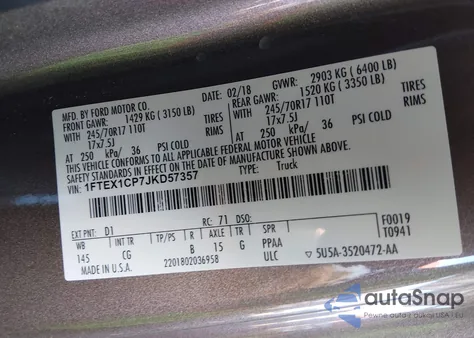 MFD. BY FORD MOTOR CO. 02/18 GVWR: 2903 KG ( 6400 LB)
FRONT GAWR: 1429 KG ( 3150 LB) REAR GAWR: 1520 KG ( 3350 LB)
WITH 245/70R17 110T TIRES WITH 245/70R17 110T TIRES
17x7.5J RIMS 17x7.5J RIMS
AT 250 kPa/ 36 PSI COLD AT 250 kPa/ 36 PSI COLD
THIS VEHICLE CONFORMS TO ALL APPLICABLE FEDERAL MOTOR VEHICLE
SAFETY STANDARDS IN EFFECT ON THE DATE OF MANUFACTURE SHOWN ABOVE.
VIN: 1FTEX1CP7JKD57357 TYPE: Truck
EXT PNT: D1 RC: 71 DSO: F0019
WB INT TR TP/PS R AXLE TR SPR T0941
145 CG B 15 G PPAA
MADE IN U.S.A. 2201802036958 ULC 5U5A-3520472-AA
autoSnap
Pewne auta z aukcji USA i EU